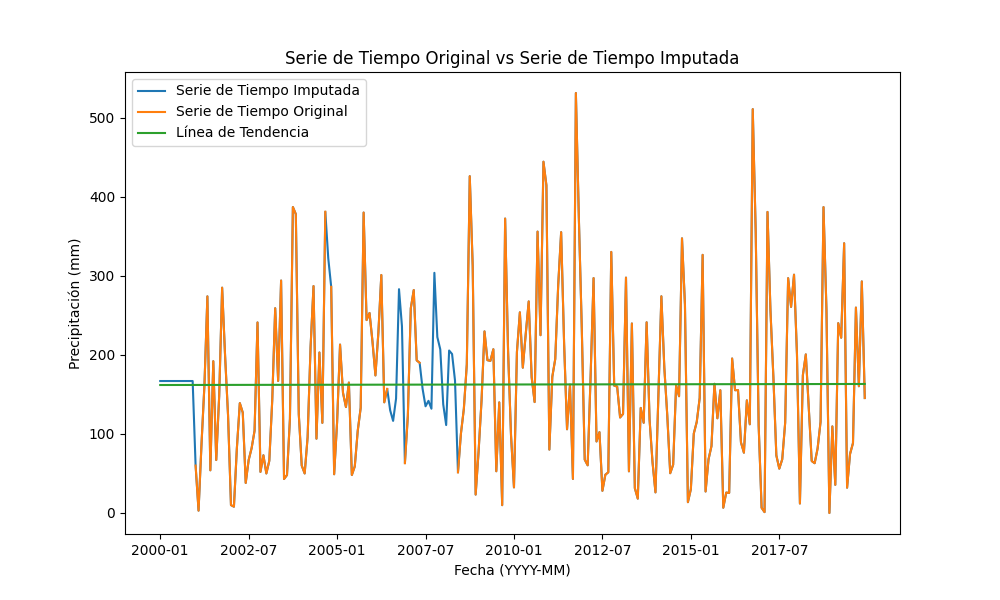 Serie de Tiempo Original vs Serie de Tiempo Imputada
Serie de Tiempo Imputada
Serie de Tiempo Original
Línea de Tendencia
500
400
300
200
100
0
Precipitación (mm)
2000-01 2002-07 2005-01 2007-07 2010-01 2012-07 2015-01 2017-07
Fecha (YYYY-MM)